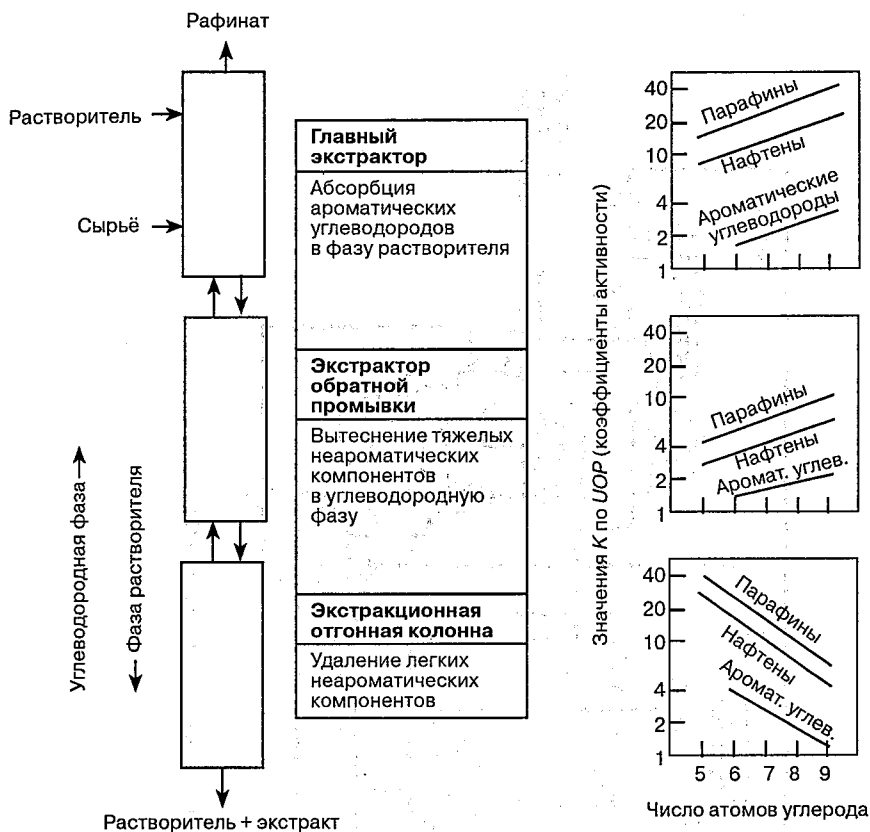 Рафинат
Растворитель
Сырьё
Углеводородная фаза
Фаза растворителя
Растворитель + экстракт
Главный
экстрактор
Абсорбция
ароматических
углеводородов
в фазу растворителя
Экстрактор
обратной
промывки
Вытеснение тяжелых
неароматических
компонентов
в углеводородную
фазу
Экстракционная
отгонная колонна
Удаление легких
неароматических
компонентов
Значения K по UOP (коэффициенты активности)
40
20
10
4
2
1
Парафины
Нафтены
Ароматические
углеводороды
40
20
10
4
2
1
Парафины
Нафтены
Аромат. углев.
40
20
10
4
2
1
Парафины
Нафтены
Аромат. углев.
5 6 7 8 9
Число атомов углерода